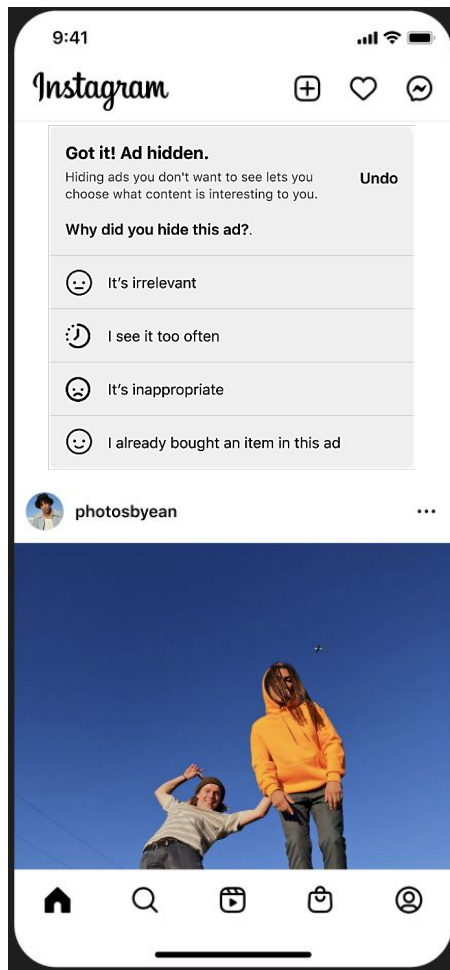 9:41
Instagram
Got it! Ad hidden.
Hiding ads you don't want to see lets you
choose what content is interesting to you.
Undo
Why did you hide this ad?.
It's irrelevant
I see it too often
It's inappropriate
I already bought an item in this ad
photosbyean